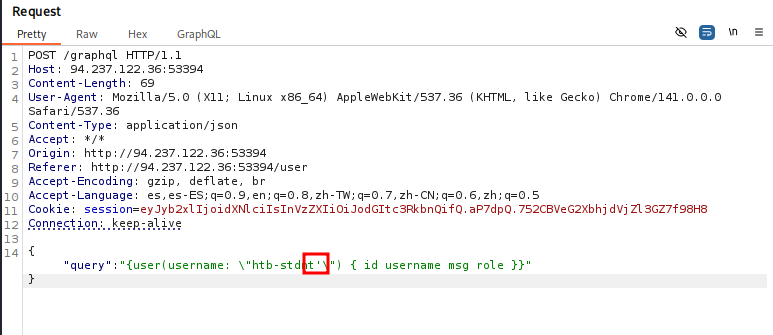 Request
Pretty Raw Hex GraphQL
\n
1 POST /graphql HTTP/1.1
2 Host: 94.237.122.36:53394
3 Content-Length: 69
4 User-Agent: Mozilla/5.0 (X11; Linux x86_64) AppleWebKit/537.36 (KHTML, like Gecko) Chrome/141.0.0.0
Safari/537.36
5 Content-Type: application/json
6 Accept: */*
7 Origin: http://94.237.122.36:53394
8 Referer: http://94.237.122.36:53394/user
9 Accept-Encoding: gzip, deflate, br
10 Accept-Language: es,es-ES;q=0.9,en;q=0.8,zh-TW;q=0.7,zh-CN;q=0.6,zh;q=0.5
11 Cookie: session=eyJyb2xlIjoidXNlciIsInVzZXIiOiJodGItc3RkbnQifQ.aP7dpQ.752CBVeG2XbhjdVjZl3GZ7f98H8
12 Connection: keep-alive
13
14 {
"query":"{user(username: \"htb-stdnt'\") { id username msg role }}"
}